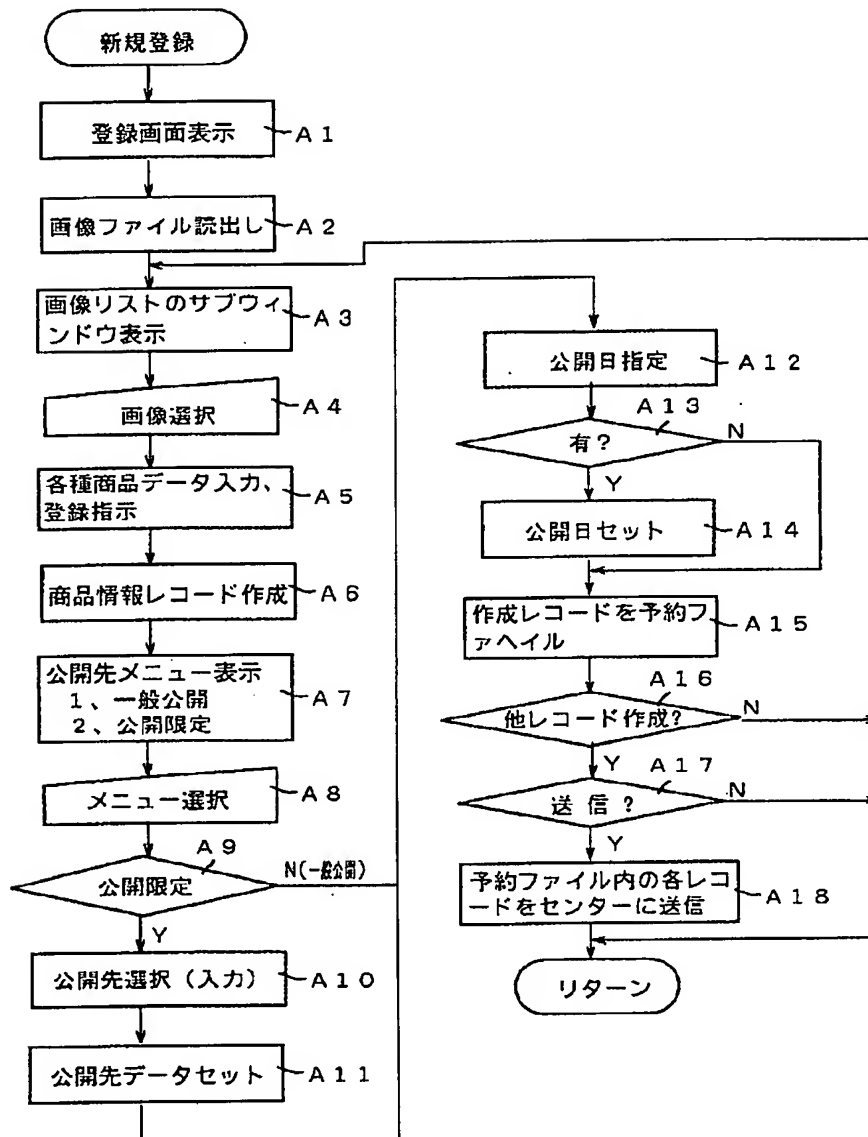 新規登録
登録画面表示
A1
画像ファイル読出し
A2
画像リストのサブウィ
ンドウ表示
A3
画像選択
A4
各種商品データ入力、
登録指示
A5
商品情報レコード作成
A6
公開先メニュー表示
1、一般公開
2、公開限定
A7
メニュー選択
A8
公開限定
A9
N(一般公開)
Y
公開先選択(入力)
A10
公開先データセット
A11
公開日指定
A12
有?
A13
N
Y
公開日セット
A14
作成レコードを予約フ
ァヘイル
A15
他レコード作成?
A16
N
Y
送信?
A17
N
Y
予約ファイル内の各レコ
ードをセンターに送信
A18
リターン